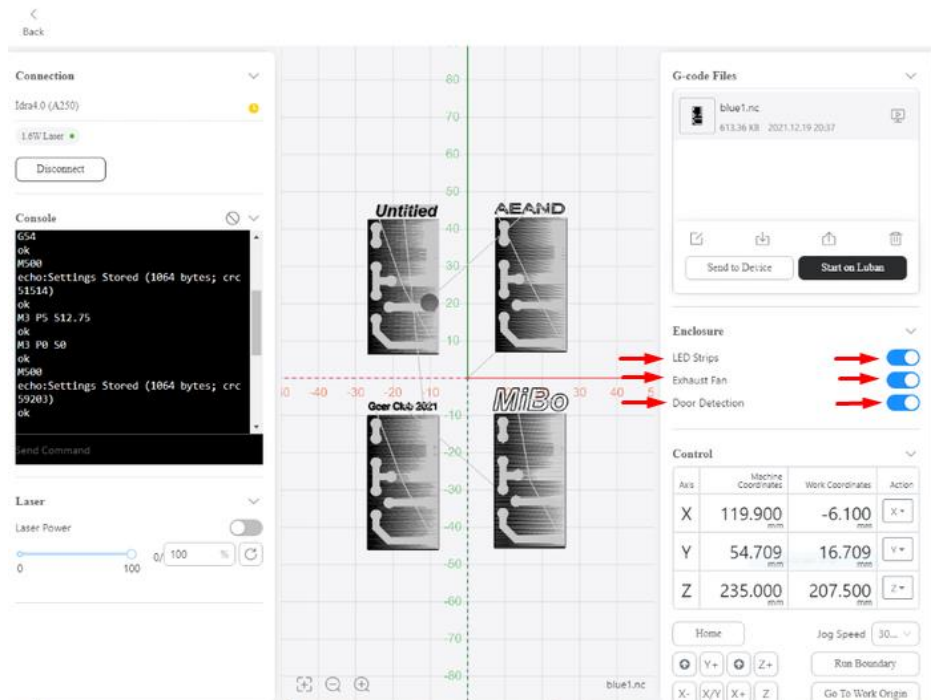 Back
Connection
Idra4.0 (A250)
1.6W Laser
Disconnect
Console
G54
ok
M500
echo:Settings Stored (1064 bytes; crc
51514)
ok
M3 P5 S12.75
ok
M3 P0 S0
ok
M500
echo:Settings Stored (1064 bytes; crc
59203)
ok
Send Command
Laser
Laser Power
0/ 100 %
0 100
80
70
60
50
Untitied
AEAND
40
30
20
10
-40 -30 -20 -10 10 20 30 40
Goer Club 2021
MiBo
-10
-20
-30
-40
-50
-60
-70
-80
blue1.nc
G-code Files
blue1.nc
613.36 KB 2021.12.19 20:37
Send to Device
Start on Luban
Enclosure
LED Strips
Exhaust Fan
Door Detection
Control
Axis Machine Coordinates Work Coordinates Action
X 119.900 mm -6.100 mm X
Y 54.709 mm 16.709 mm Y
Z 235.000 mm 207.500 mm Z
Home Jog Speed 30...
Y+ Z+ Run Boundary
X- X/Y X+ Z Go To Work Origin